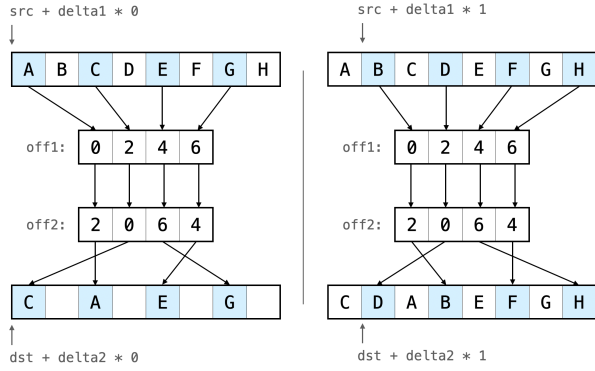 src + delta1 * 0
A B C D E F G H
off1: 0 2 4 6
off2: 2 0 6 4
C A E G
dst + delta2 * 0
src + delta1 * 1
A B C D E F G H
off1: 0 2 4 6
off2: 2 0 6 4
C D A B E F G H
dst + delta2 * 1